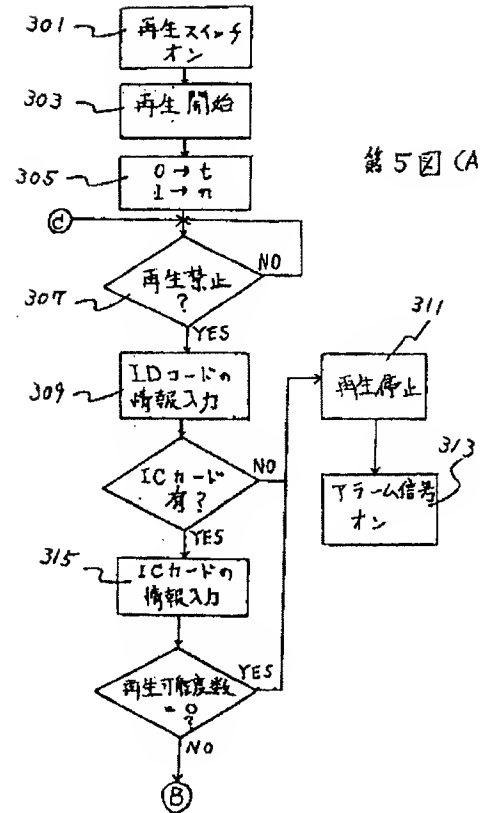 301
再生スイッチ
オン
303
再生開始
305
0→t
1→n
第5図(A
C
307
再生禁止
?
NO
YES
309
IDコードの
情報入力
311
再生停止
313
アラーム信号
オン
ICカード
有?
NO
YES
315
ICカードの
情報入力
再生可能度数
=0
?
YES
NO
B